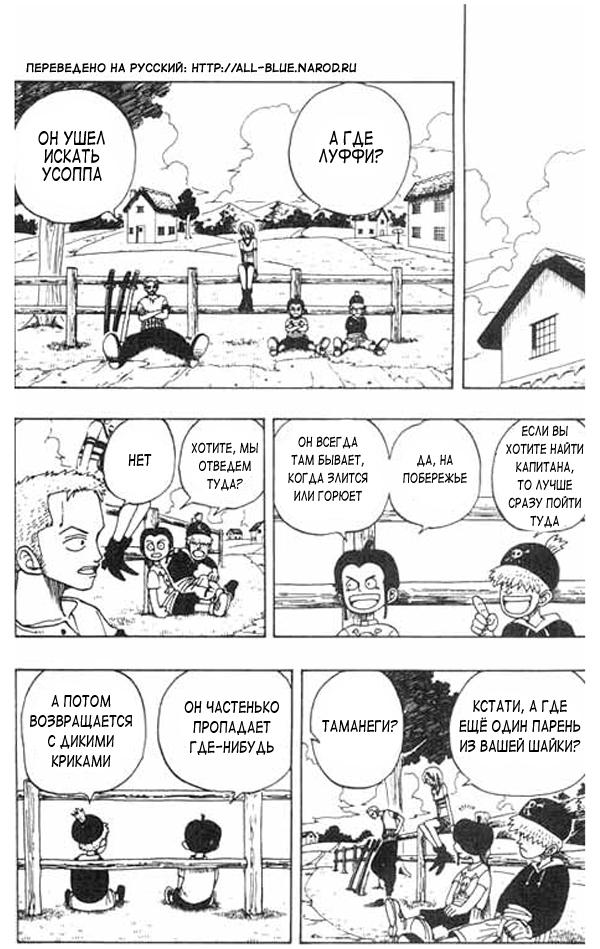 ПЕРЕВЕДЕНО НА РУССКИЙ: HTTP://ALL-BLUE.NAROD.RU
А ГДЕ
ЛУФФИ?
ОН УШЕЛ
ИСКАТЬ
УСОППА
ЕСЛИ ВЫ
ХОТИТЕ НАЙТИ
КАПИТАНА,
ТО ЛУЧШЕ
СРАЗУ ПОЙТИ
ТУДА
ДА, НА
ПОБЕРЕЖЬЕ
ОН ВСЕГДА
ТАМ БЫВАЕТ,
КОГДА ЗЛИТСЯ
ИЛИ ГОРЮЕТ
ХОТИТЕ, МЫ
ОТВЕДЕМ
ТУДА?
НЕТ
КСТАТИ, А ГДЕ
ЕЩЁ ОДИН ПАРЕНЬ
ИЗ ВАШЕЙ ШАЙКИ?
ТАМАНЕГИ?
ОН ЧАСТЕНЬКО
ПРОПАДАЕТ
ГДЕ-НИБУДЬ
А ПОТОМ
ВОЗВРАЩАЕТСЯ
С ДИКИМИ
КРИКАМИ